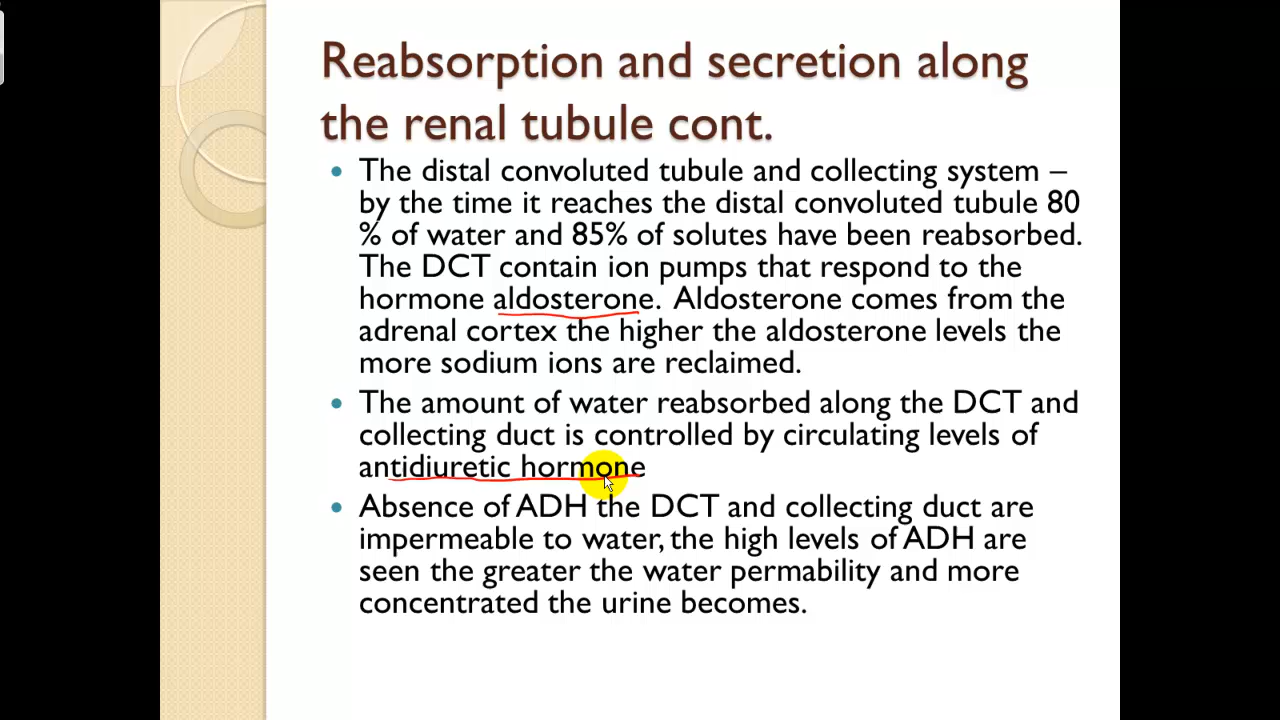 Reabsorption and secretion along
the renal tubule cont.
• The distal convoluted tubule and collecting system –
by the time it reaches the distal convoluted tubule 80
% of water and 85% of solutes have been reabsorbed.
The DCT contain ion pumps that respond to the
hormone aldosterone. Aldosterone comes from the
adrenal cortex the higher the aldosterone levels the
more sodium ions are reclaimed.
• The amount of water reabsorbed along the DCT and
collecting duct is controlled by circulating levels of
antidiuretic hormone
• Absence of ADH the DCT and collecting duct are
impermeable to water, the high levels of ADH are
seen the greater the water permability and more
concentrated the urine becomes.